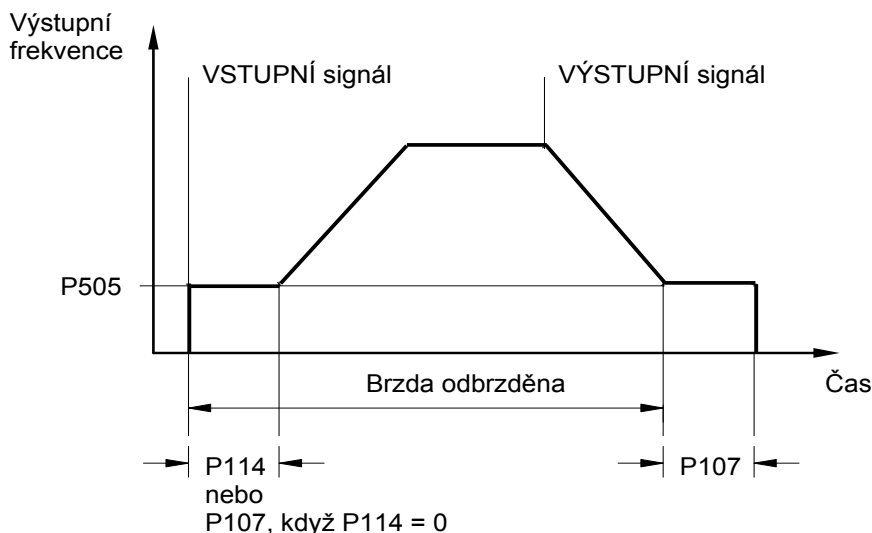 Výstupní
frekvence
VSTUPNÍ signál
VÝSTUPNÍ signál
P505
Brzda odbrzděna
Čas
P114
nebo
P107, když P114 = 0
P107